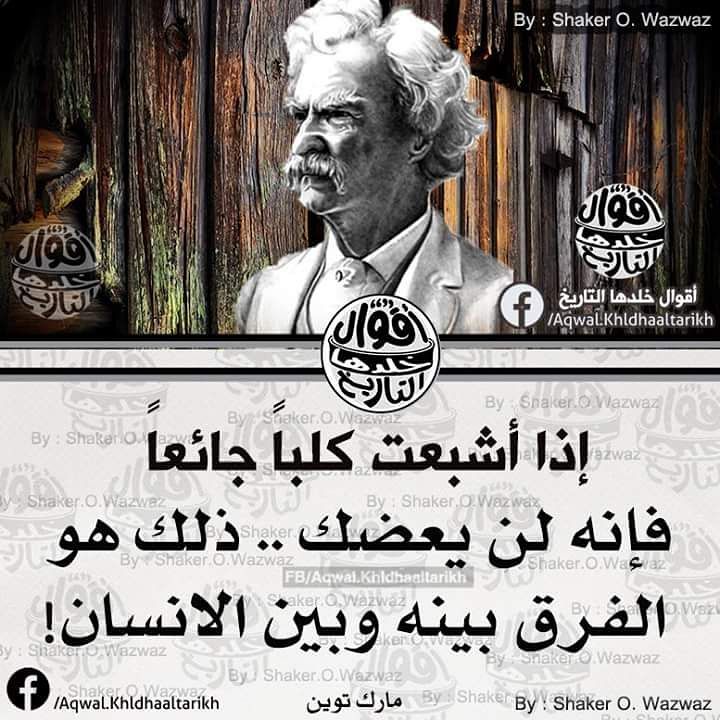 By : Shaker O. Wazwaz
أقوال
خلدها
التاريخ
أقوال خلدها التاريخ
/Aqwal.Khldhaaltarikh
أقوال
خلدها
التاريخ
إذا أشبعت كلباً جائعاً
فإنه لن يعضك .. ذلك هو
FB/Aqwal.Khldhaaltarikh
الفرق بينه وبين الانسان!
/Aqwal.Khldhaaltarikh
مارك توين
By : Shaker O. Wazwaz